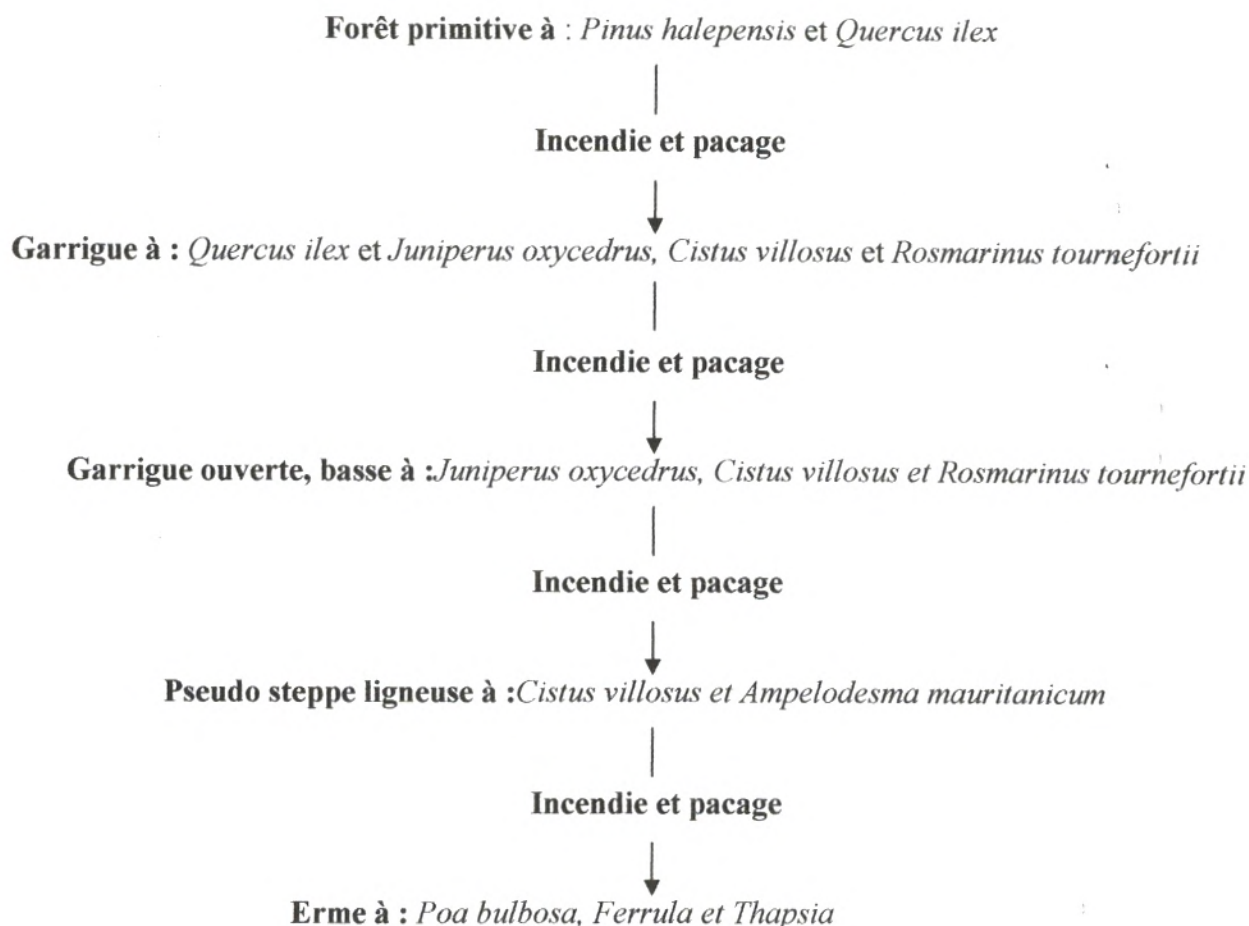 Forêt primitive à : Pinus halepensis et Quercus ilex
Incendie et pacage
Garrigue à : Quercus ilex et Juniperus oxycedrus, Cistus villosus et Rosmarinus tournefortii
Incendie et pacage
Garrigue ouverte, basse à :Juniperus oxycedrus, Cistus villosus et Rosmarinus tournefortii
Incendie et pacage
Pseudo steppe ligneuse à :Cistus villosus et Ampelodesma mauritanicum
Incendie et pacage
Erme à : Poa bulbosa, Ferrula et Thapsia